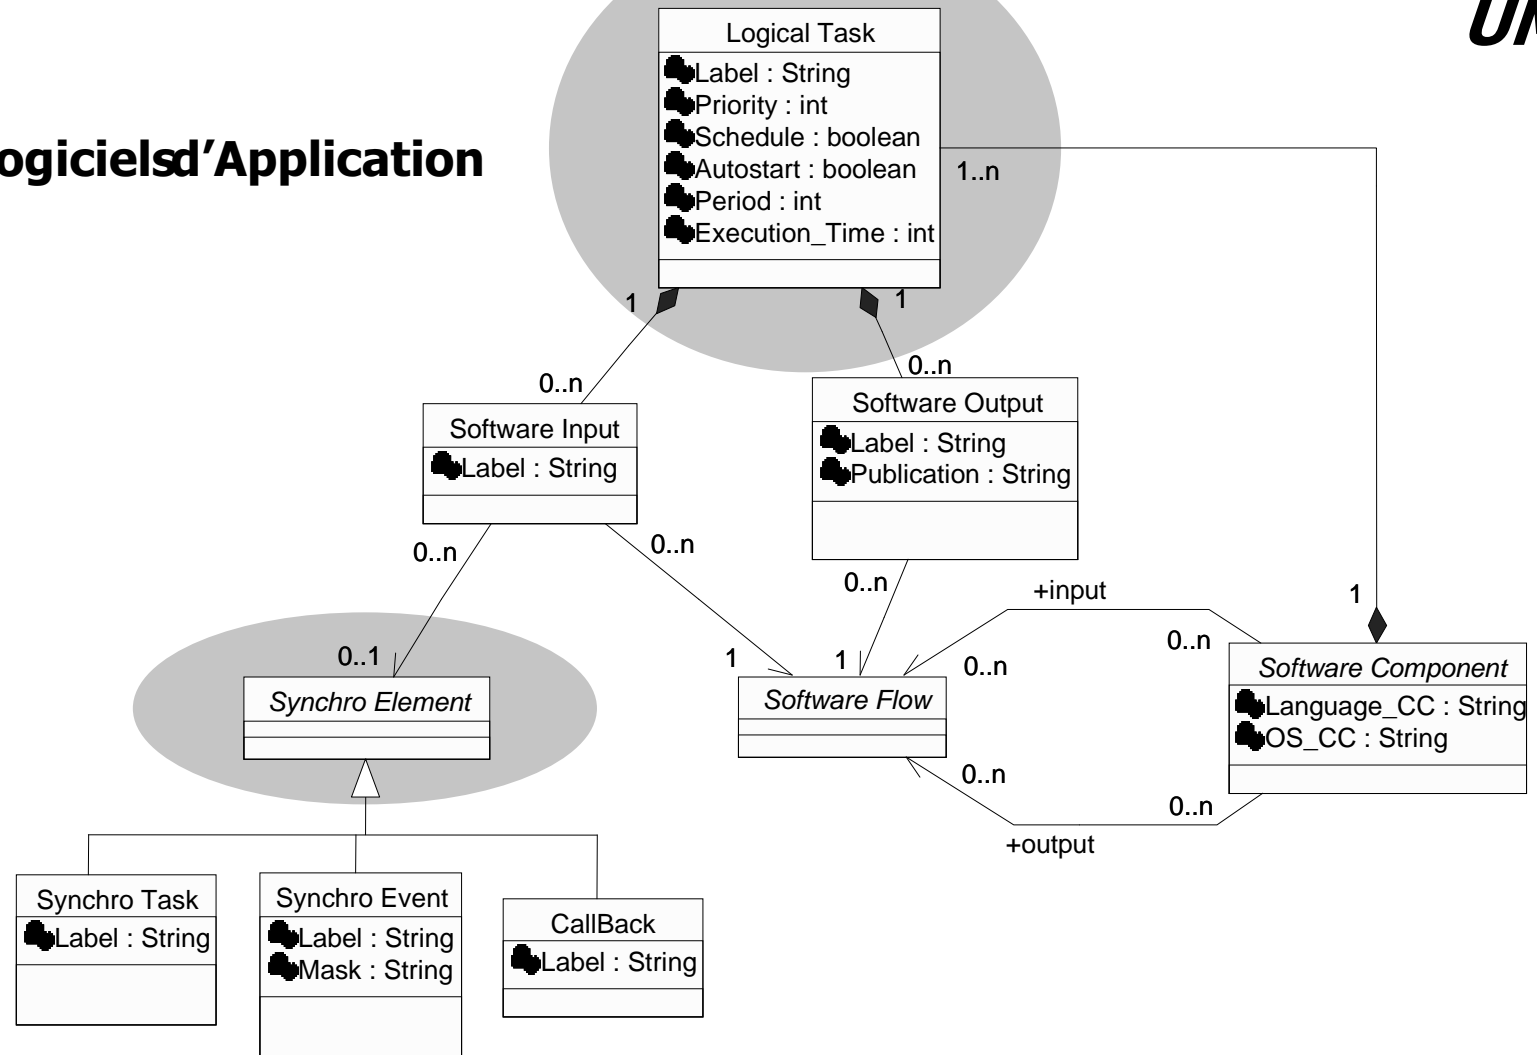 Logical Task
Label : String
Priority : int
Schedule : boolean
Autostart : boolean
Period : int
Execution_Time : int
ogicielsd’Application
1..n
1
1
0..n
0..n
Software Input
Label : String
Software Output
Label : String
Publication : String
0..n
0..n
0..n
+input
1
0..1
1
1
0..n
0..n
Synchro Element
Software Flow
Software Component
Language_CC : String
OS_CC : String
0..n
0..n
+output
Synchro Task
Label : String
Synchro Event
Label : String
Mask : String
CallBack
Label : String